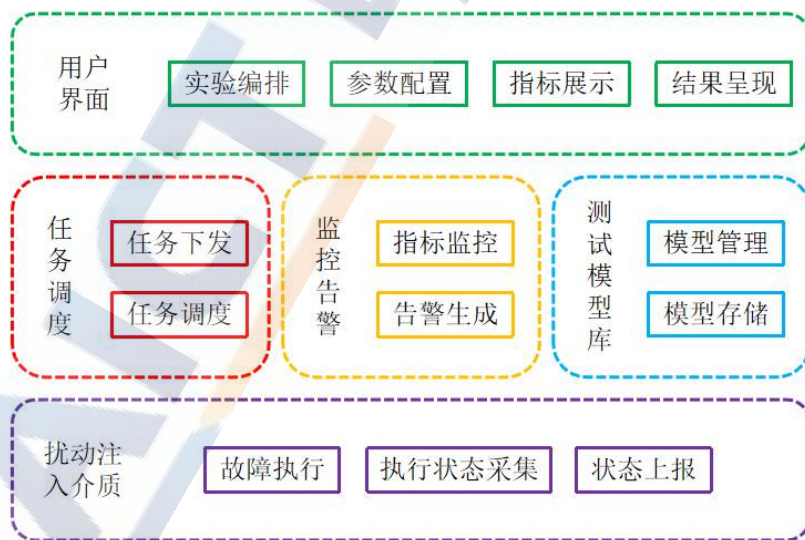 用户
界面
实验编排
参数配置
指标展示
结果呈现
任务调度
任务下发
任务调度
监控告警
指标监控
告警生成
测试模型库
模型管理
模型存储
扰动注
入介质
故障执行
执行状态采集
状态上报